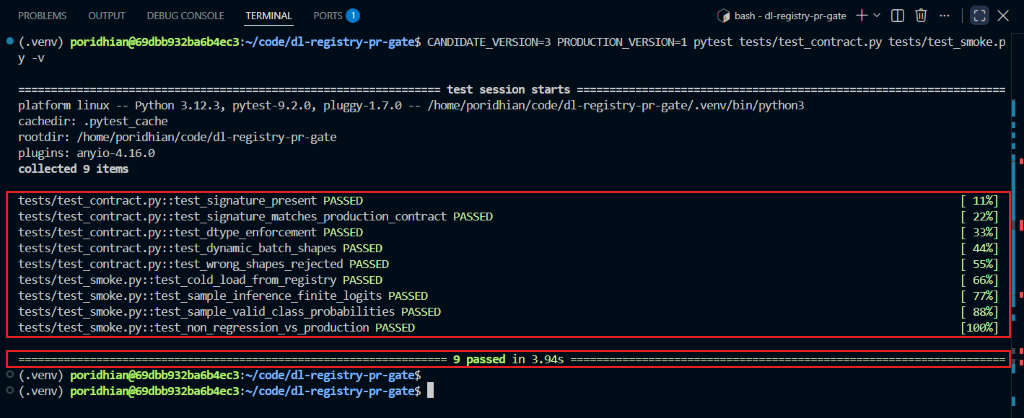 PROBLEMS OUTPUT DEBUG CONSOLE TERMINAL PORTS 1 bash - dl-registry-pr-gate
(.venv) poridhian@69dbb932ba6b4ec3:~/code/dl-registry-pr-gate$ CANDIDATE_VERSION=3 PRODUCTION_VERSION=1 pytest tests/test_contract.py tests/test_smoke.p
y -v
============================= test session starts =============================
platform linux -- Python 3.12.3, pytest-9.2.0, pluggy-1.7.0 -- /home/poridhian/code/dl-registry-pr-gate/.venv/bin/python3
cachedir: .pytest_cache
rootdir: /home/poridhian/code/dl-registry-pr-gate
plugins: anyio-4.16.0
collected 9 items
tests/test_contract.py::test_signature_present PASSED [ 11%]
tests/test_contract.py::test_signature_matches_production_contract PASSED [ 22%]
tests/test_contract.py::test_dtype_enforcement PASSED [ 33%]
tests/test_contract.py::test_dynamic_batch_shapes PASSED [ 44%]
tests/test_contract.py::test_wrong_shapes_rejected PASSED [ 55%]
tests/test_smoke.py::test_cold_load_from_registry PASSED [ 66%]
tests/test_smoke.py::test_sample_inference_finite_logits PASSED [ 77%]
tests/test_smoke.py::test_sample_valid_class_probabilities PASSED [ 88%]
tests/test_smoke.py::test_non_regression_vs_production PASSED [100%]
============================= 9 passed in 3.94s =============================
(.venv) poridhian@69dbb932ba6b4ec3:~/code/dl-registry-pr-gate$
(.venv) poridhian@69dbb932ba6b4ec3:~/code/dl-registry-pr-gate$